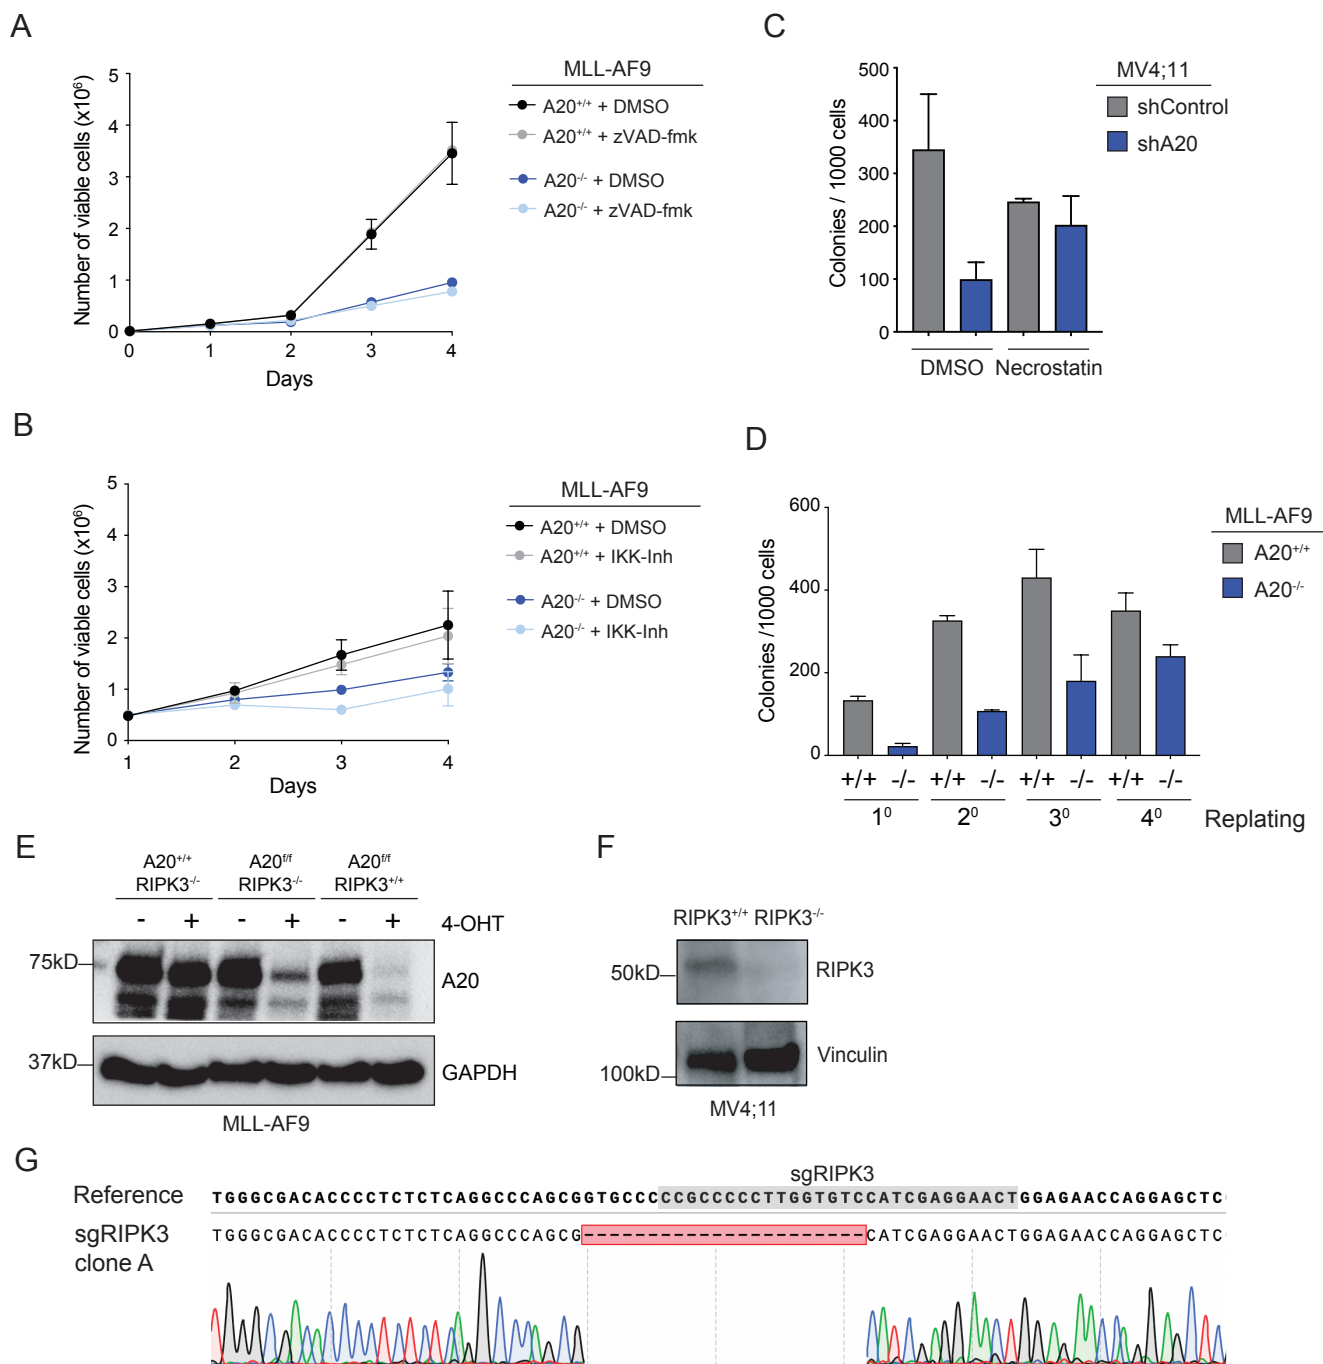 A
MLL-AF9
Number of viable cells (x10⁶)
5
4
3
2
1
0
0 1 2 3 4
Days
A20⁺/⁺ + DMSO
A20⁺/⁺ + zVAD-fmk
A20⁻/⁻ + DMSO
A20⁻/⁻ + zVAD-fmk
B
MLL-AF9
Number of viable cells (x10⁶)
5
4
3
2
1
0
1 2 3 4
Days
A20⁺/⁺ + DMSO
A20⁺/⁺ + IKK-Inh
A20⁻/⁻ + DMSO
A20⁻/⁻ + IKK-Inh
C
MV4;11
shControl
shA20
Colonies / 1000 cells
500
400
300
200
100
0
DMSO Necrostatin
D
MLL-AF9
A20⁺/⁺
A20⁻/⁻
Colonies /1000 cells
600
400
200
0
+/+ -/- +/+ -/- +/+ -/- +/+ -/-
1⁰ 2⁰ 3⁰ 4⁰ Replating
E
A20⁺/⁺ A20ᶠ/ᶠ A20ᶠ/ᶠ
RIPK3⁻/⁻ RIPK3⁻/⁻ RIPK3⁺/⁺
- + - + - + 4-OHT
75kD
A20
37kD
GAPDH
MLL-AF9
F
RIPK3⁺/⁺ RIPK3⁻/⁻
50kD
RIPK3
Vinculin
100kD
MV4;11
G
sgRIPK3
Reference TGGGCGACACCCCTCTCTCAGGCCCAGCGGTGCCCCCGCCCCCTTGGTGTCCATCGAGGAACTGGAGAACCAGGAGCTC
sgRIPK3 TGGGCGACACCCCTCTCTCAGGCCCAGCG----------------------CATCGAGGAACTGGAGAACCAGGAGCTC
clone A